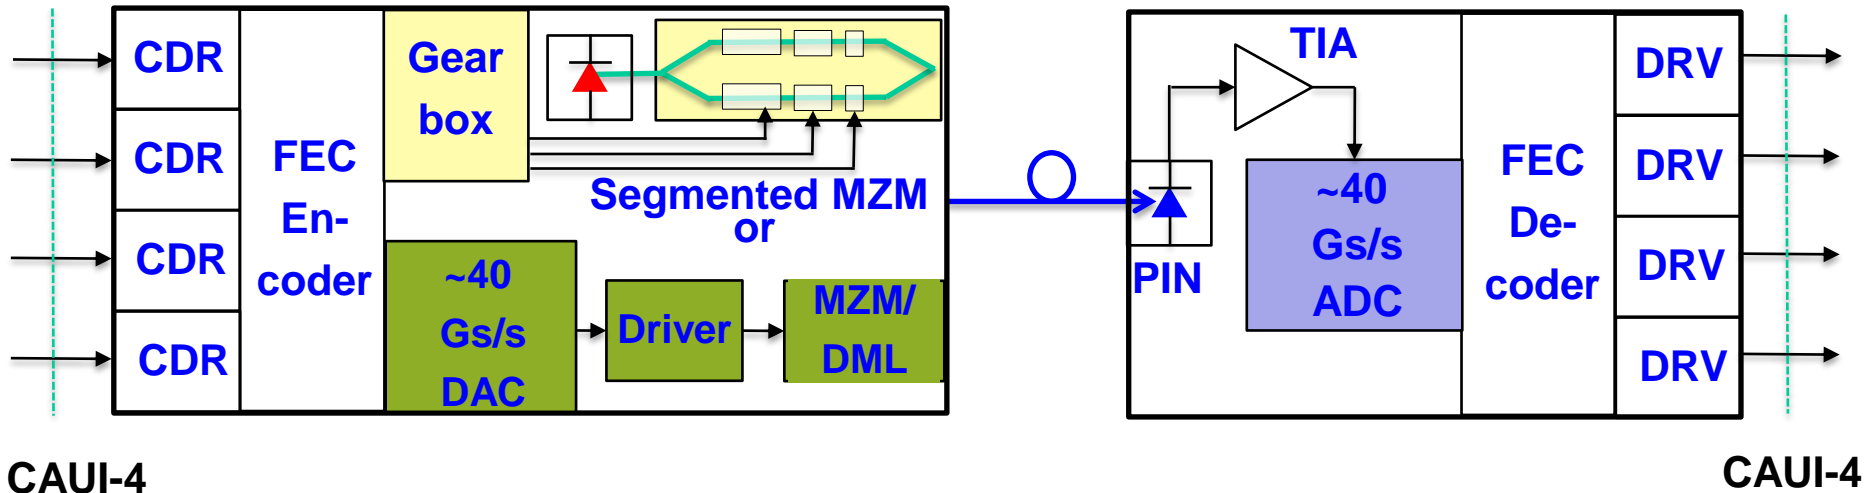 CDR
CDR
CDR
CDR
FEC
En-
coder
Gear
box
Segmented MZM
or
~40
Gs/s
DAC
Driver
MZM/
DML
PIN
TIA
~40
Gs/s
ADC
FEC
De-
coder
DRV
DRV
DRV
DRV
CAUI-4
CAUI-4